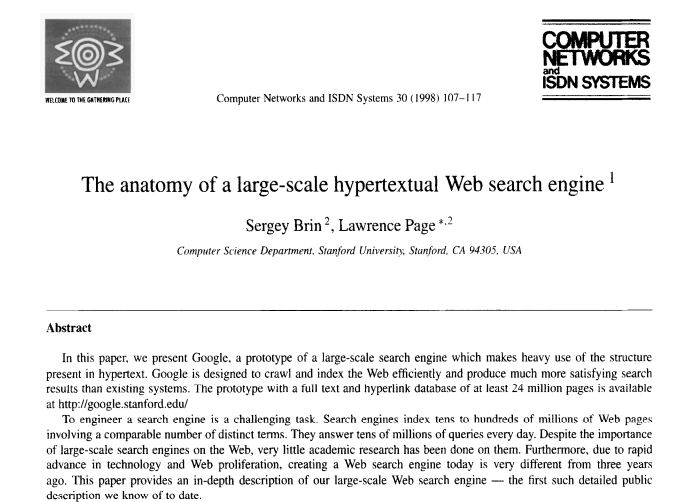 WELCOME TO THE GATHERING PLACE
COMPUTER
NETWORKS
and
ISDN SYSTEMS
Computer Networks and ISDN Systems 30 (1998) 107–117
The anatomy of a large-scale hypertextual Web search engine 1
Sergey Brin 2, Lawrence Page *,2
Computer Science Department, Stanford University, Stanford, CA 94305, USA
Abstract
In this paper, we present Google, a prototype of a large-scale search engine which makes heavy use of the structure
present in hypertext. Google is designed to crawl and index the Web efficiently and produce much more satisfying search
results than existing systems. The prototype with a full text and hyperlink database of at least 24 million pages is available
at http://google.stanford.edu/
To engineer a search engine is a challenging task. Search engines index tens to hundreds of millions of Web pages
involving a comparable number of distinct terms. They answer tens of millions of queries every day. Despite the importance
of large-scale search engines on the Web, very little academic research has been done on them. Furthermore, due to rapid
advance in technology and Web proliferation, creating a Web search engine today is very different from three years
ago. This paper provides an in-depth description of our large-scale Web search engine — the first such detailed public
description we know of to date.